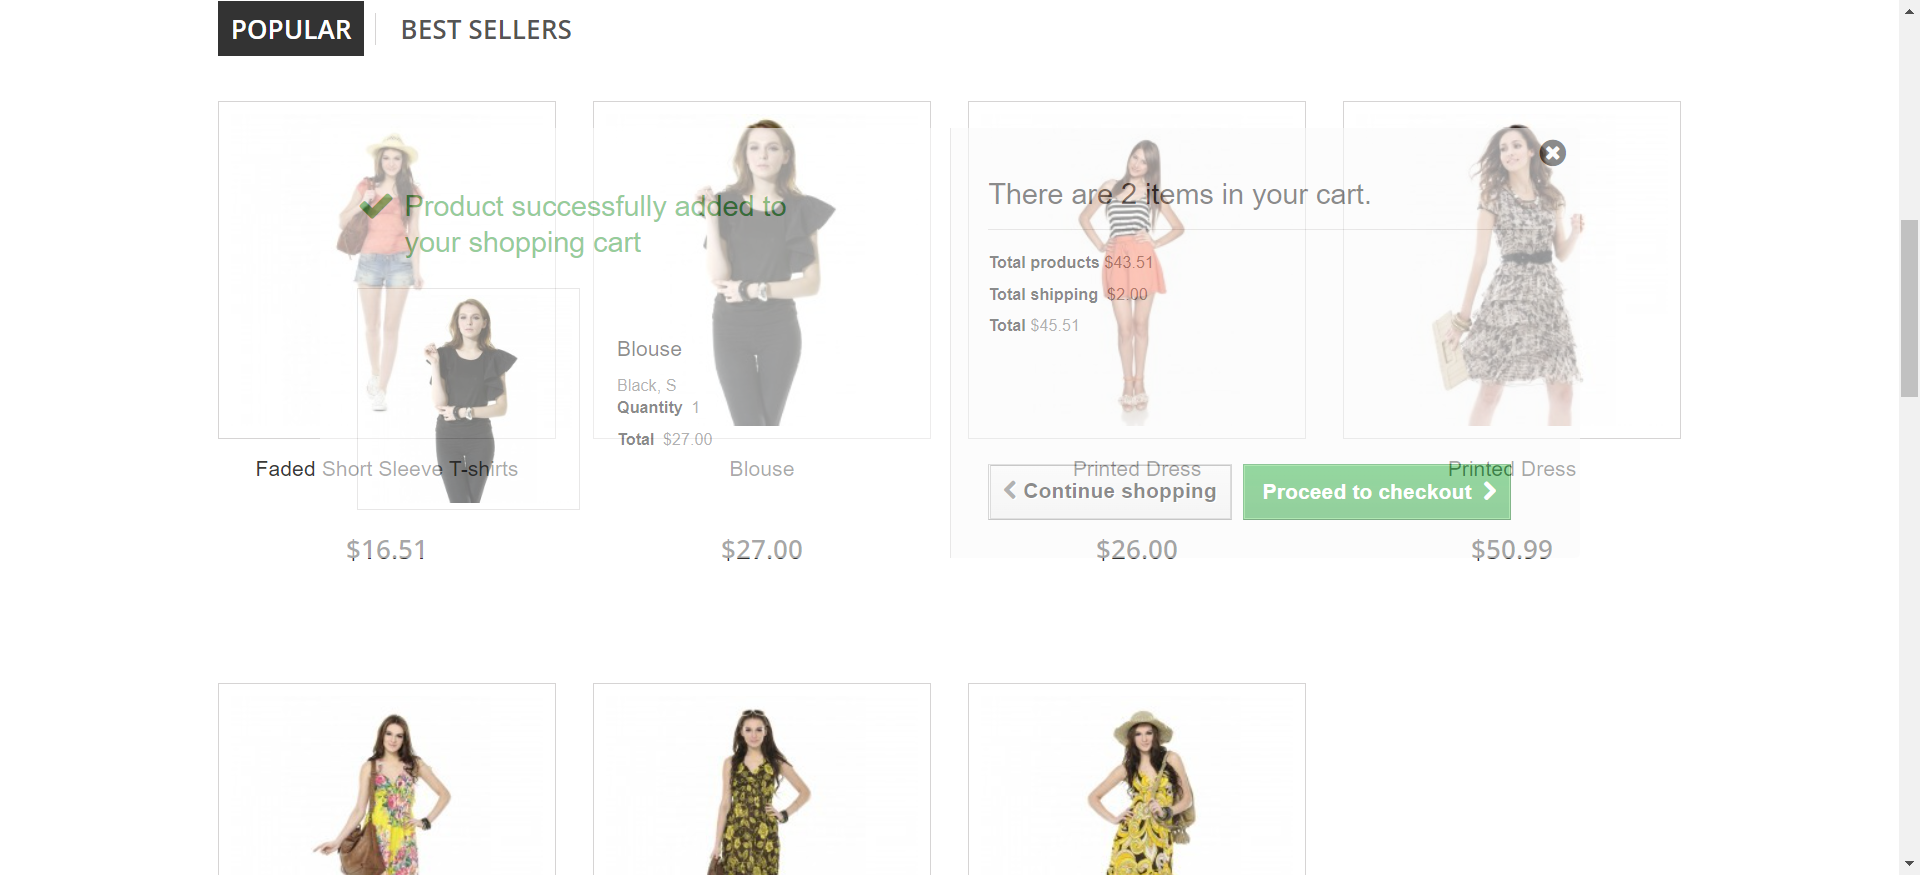 POPULAR
BEST SELLERS
Product successfully added to
your shopping cart
Blouse
Black, S
Quantity 1
Total $27.00
There are 2 items in your cart.
Total products $43.51
Total shipping $2.00
Total $45.51
Continue shopping
Proceed to checkout
Faded Short Sleeve T-shirts
Blouse
Printed Dress
Printed Dress
$16.51
$27.00
$26.00
$50.99